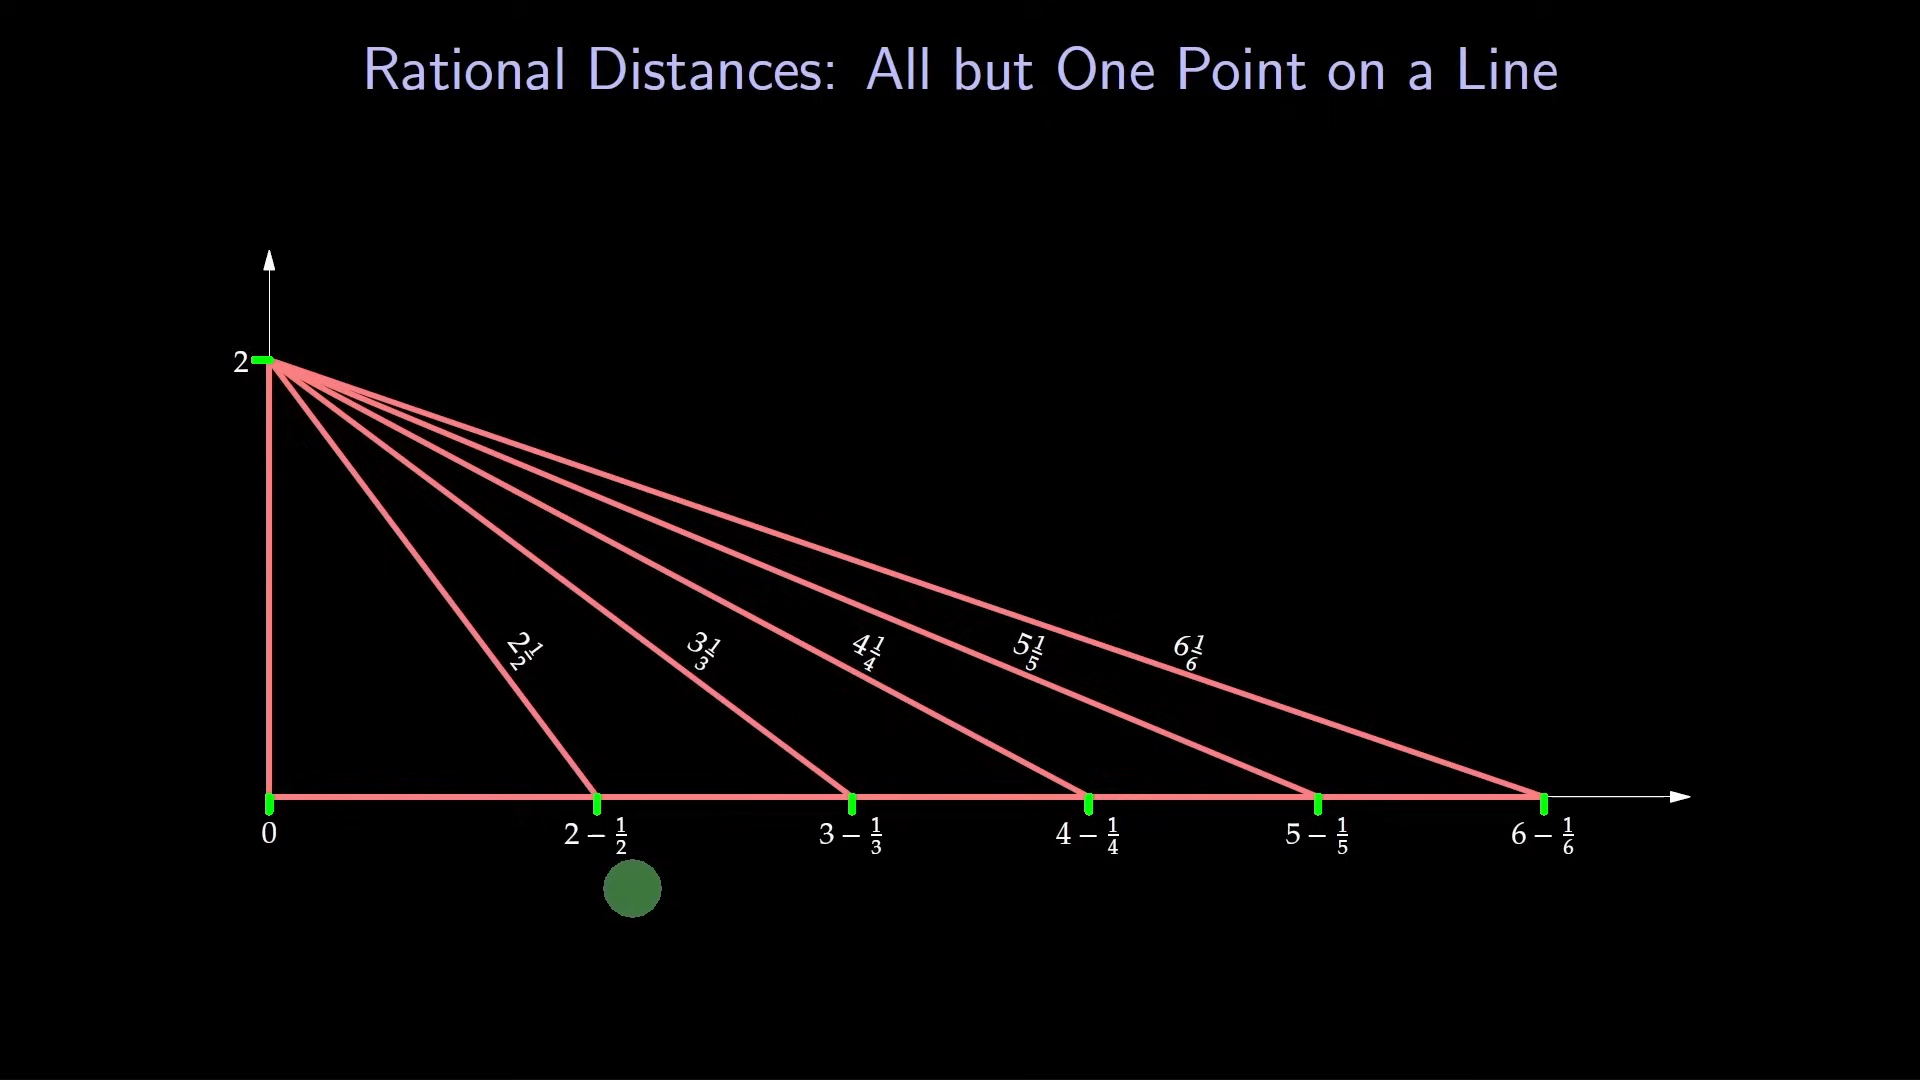 Rational Distances: All but One Point on a Line
2
2½ 3⅓ 4¼ 5⅕ 6⅙
0 2 − ½ 3 − ⅓ 4 − ¼ 5 − ⅕ 6 − ⅙